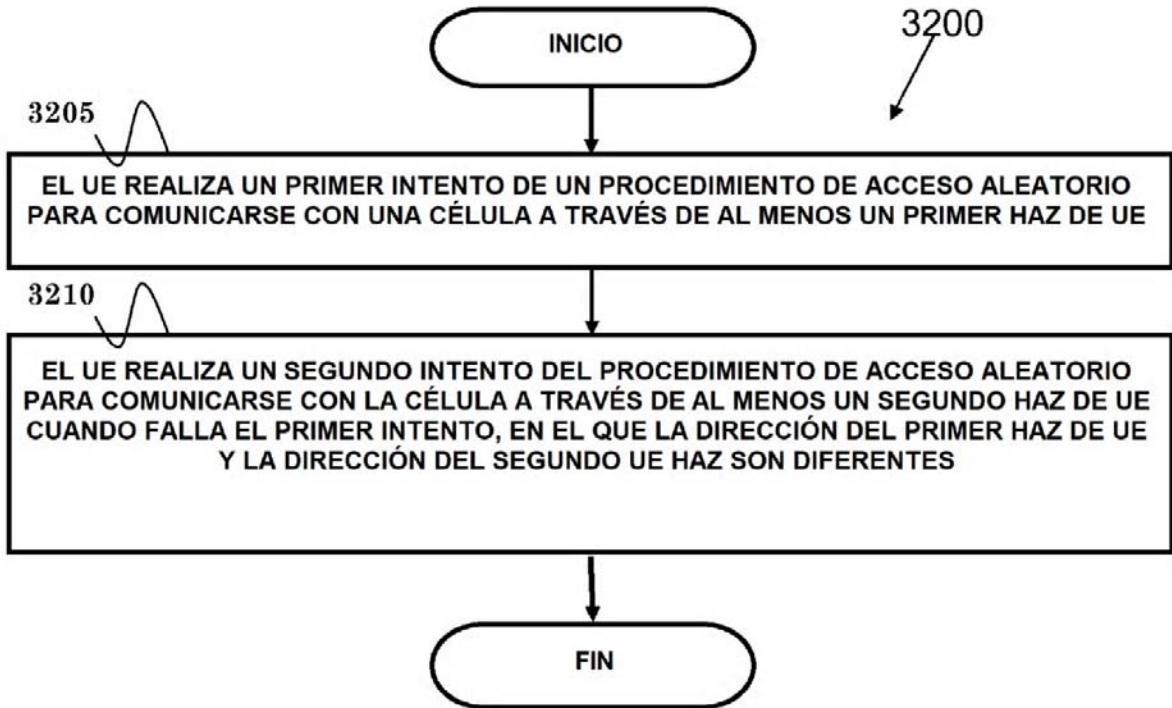 INICIO
3200
3205
EL UE REALIZA UN PRIMER INTENTO DE UN PROCEDIMIENTO DE ACCESO ALEATORIO
PARA COMUNICARSE CON UNA CÉLULA A TRAVÉS DE AL MENOS UN PRIMER HAZ DE UE
3210
EL UE REALIZA UN SEGUNDO INTENTO DEL PROCEDIMIENTO DE ACCESO ALEATORIO
PARA COMUNICARSE CON LA CÉLULA A TRAVÉS DE AL MENOS UN SEGUNDO HAZ DE UE
CUANDO FALLA EL PRIMER INTENTO, EN EL QUE LA DIRECCIÓN DEL PRIMER HAZ DE UE
Y LA DIRECCIÓN DEL SEGUNDO UE HAZ SON DIFERENTES
FIN